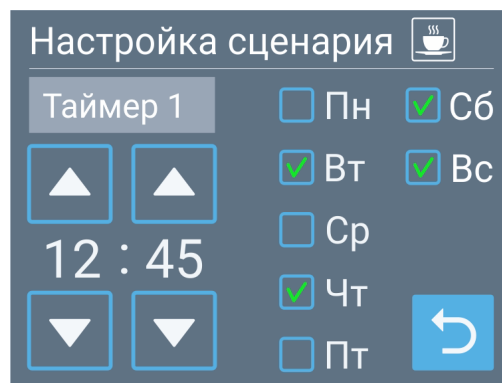 Настройка сценария
Таймер 1
12 : 45
Пн
Вт
Ср
Чт
Пт
Сб
Вс